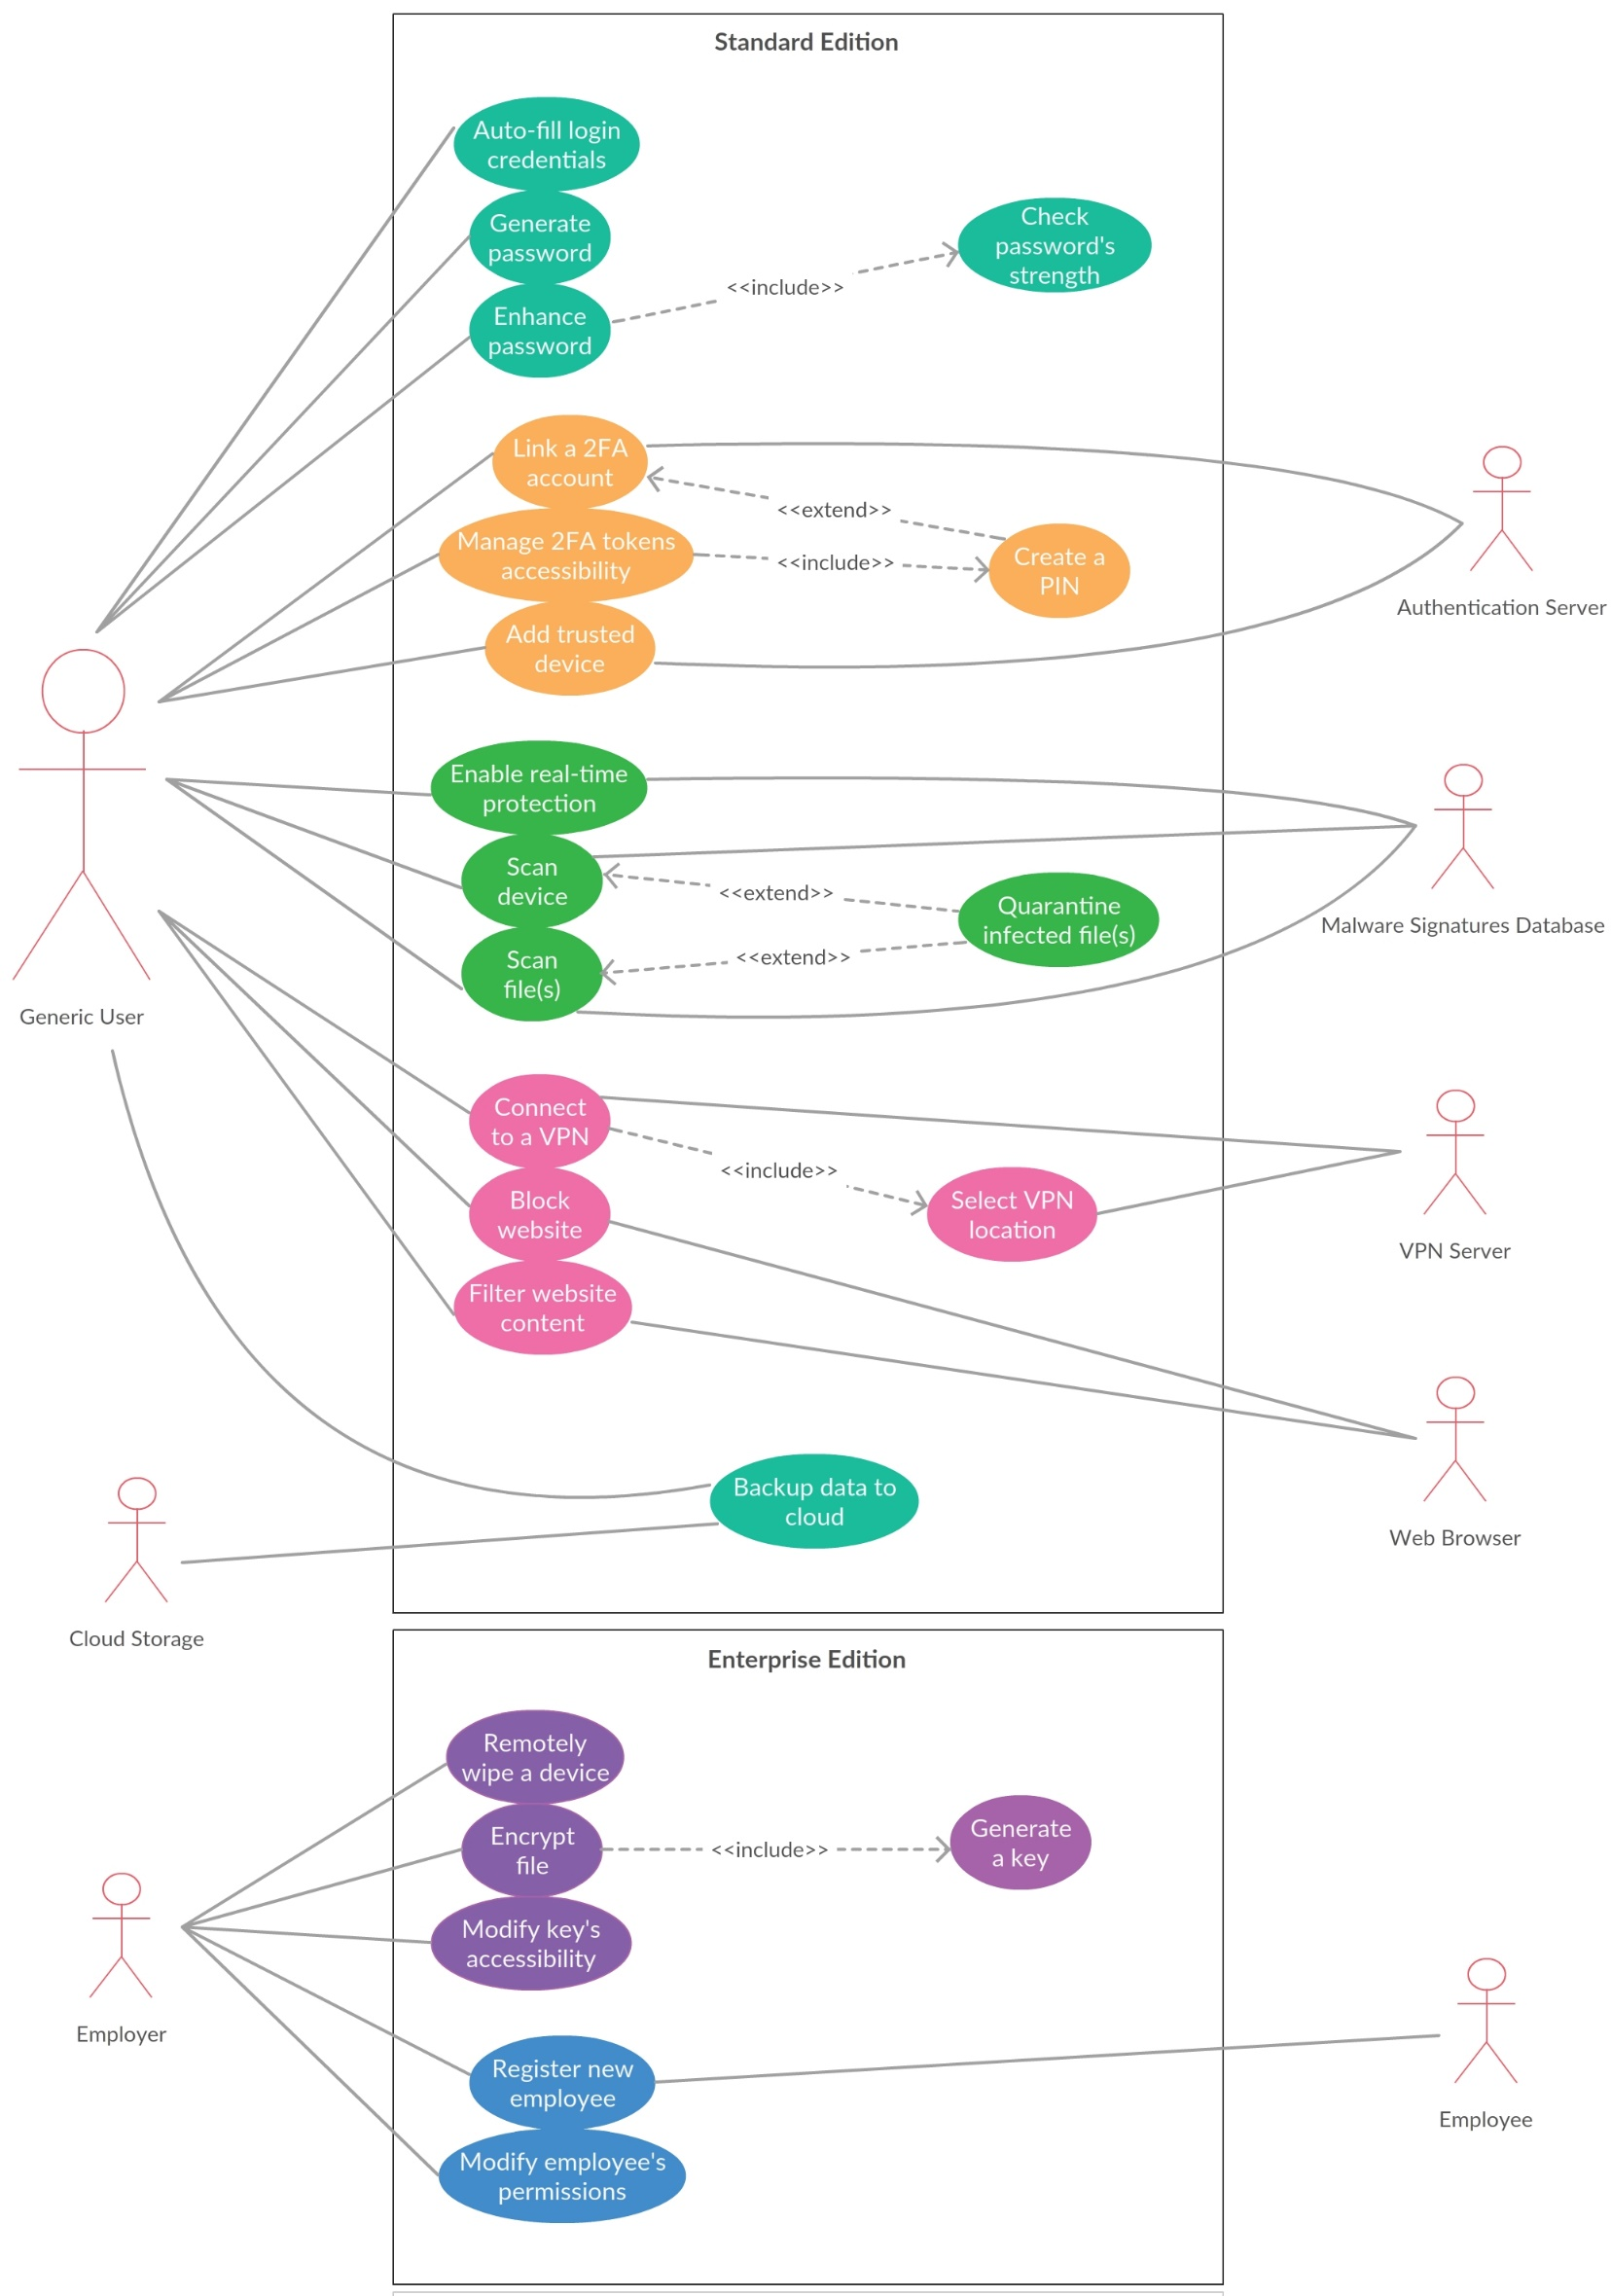 Standard Edition
Auto-fill login
credentials
Generate
password
Check
password's
strength
<<include>>
Enhance
password
Link a 2FA
account
<<extend>>
Manage 2FA tokens
accessibility
<<include>>
Create a
PIN
Authentication Server
Add trusted
device
Enable real-time
protection
Scan
device
<<extend>>
Quarantine
infected file(s)
Malware Signatures Database
<<extend>>
Scan
file(s)
Generic User
Connect
to a VPN
<<include>>
Block
website
Select VPN
location
VPN Server
Filter website
content
Backup data to
cloud
Web Browser
Cloud Storage
Enterprise Edition
Remotely
wipe a device
Encrypt
file
<<include>>
Generate
a key
Modify key's
accessibility
Employer
Register new
employee
Employee
Modify employee's
permissions